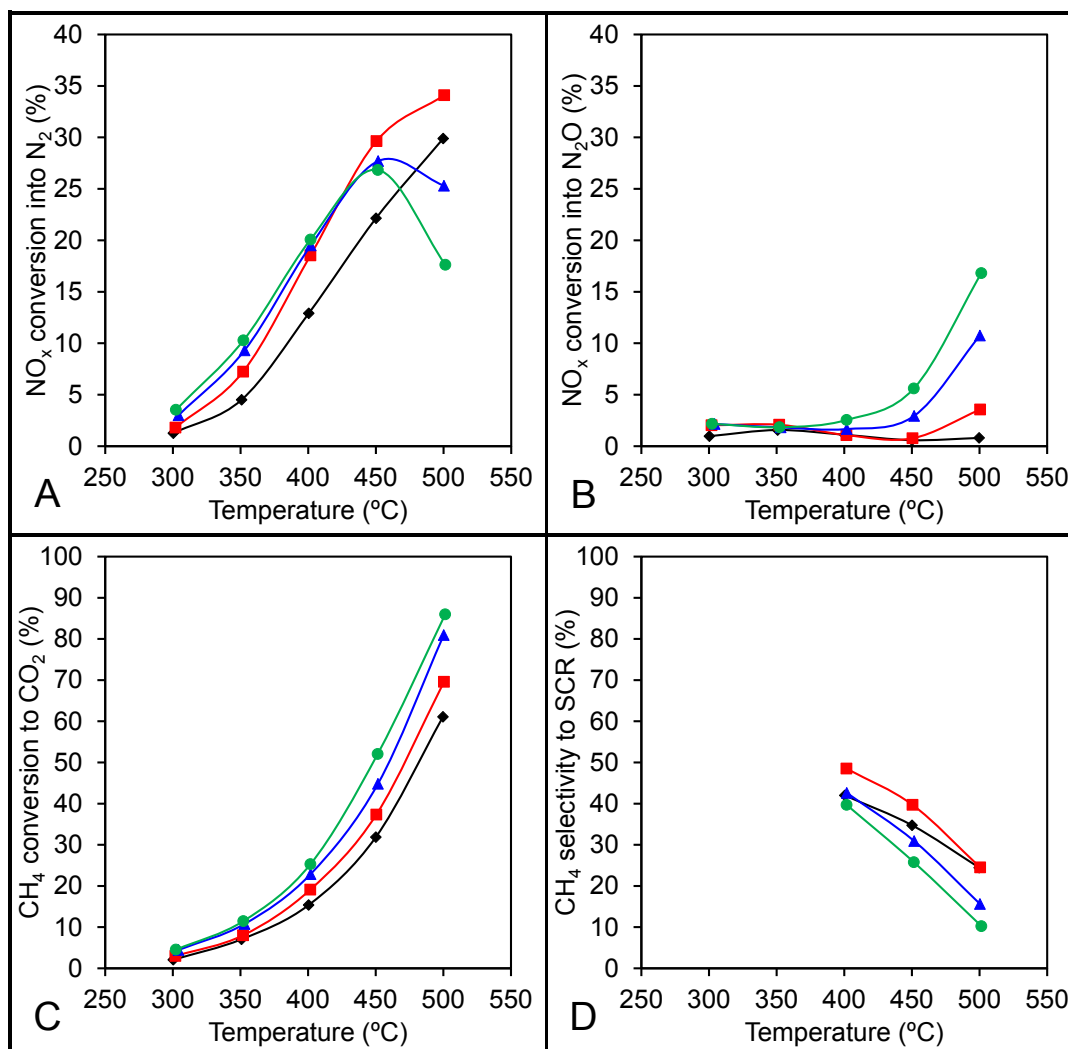 NOₓ conversion into N₂ (%)
40
35
30
25
20
15
10
5
0
250 300 350 400 450 500 550
Temperature (ºC)
A
NOₓ conversion into N₂O (%)
40
35
30
25
20
15
10
5
0
250 300 350 400 450 500 550
Temperature (ºC)
B
CH₄ conversion to CO₂ (%)
100
90
80
70
60
50
40
30
20
10
0
250 300 350 400 450 500 550
Temperature (ºC)
C
CH₄ selectivity to SCR (%)
100
90
80
70
60
50
40
30
20
10
0
250 300 350 400 450 500 550
Temperature (ºC)
D